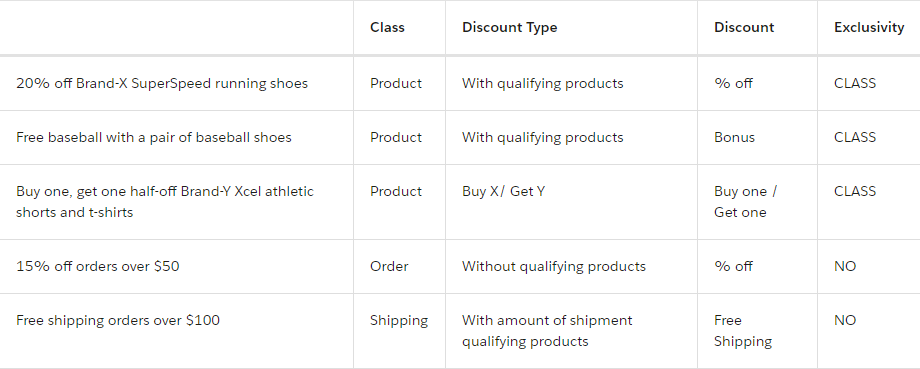 Class Discount Type Discount Exclusivity
20% off Brand-X SuperSpeed running shoes Product With qualifying products % off CLASS
Free baseball with a pair of baseball shoes Product With qualifying products Bonus CLASS
Buy one, get one half-off Brand-Y Xcel athletic Product Buy X/ Get Y Buy one / CLASS
shorts and t-shirts Get one
15% off orders over $50 Order Without qualifying products % off NO
Free shipping orders over $100 Shipping With amount of shipment Free NO
qualifying products Shipping